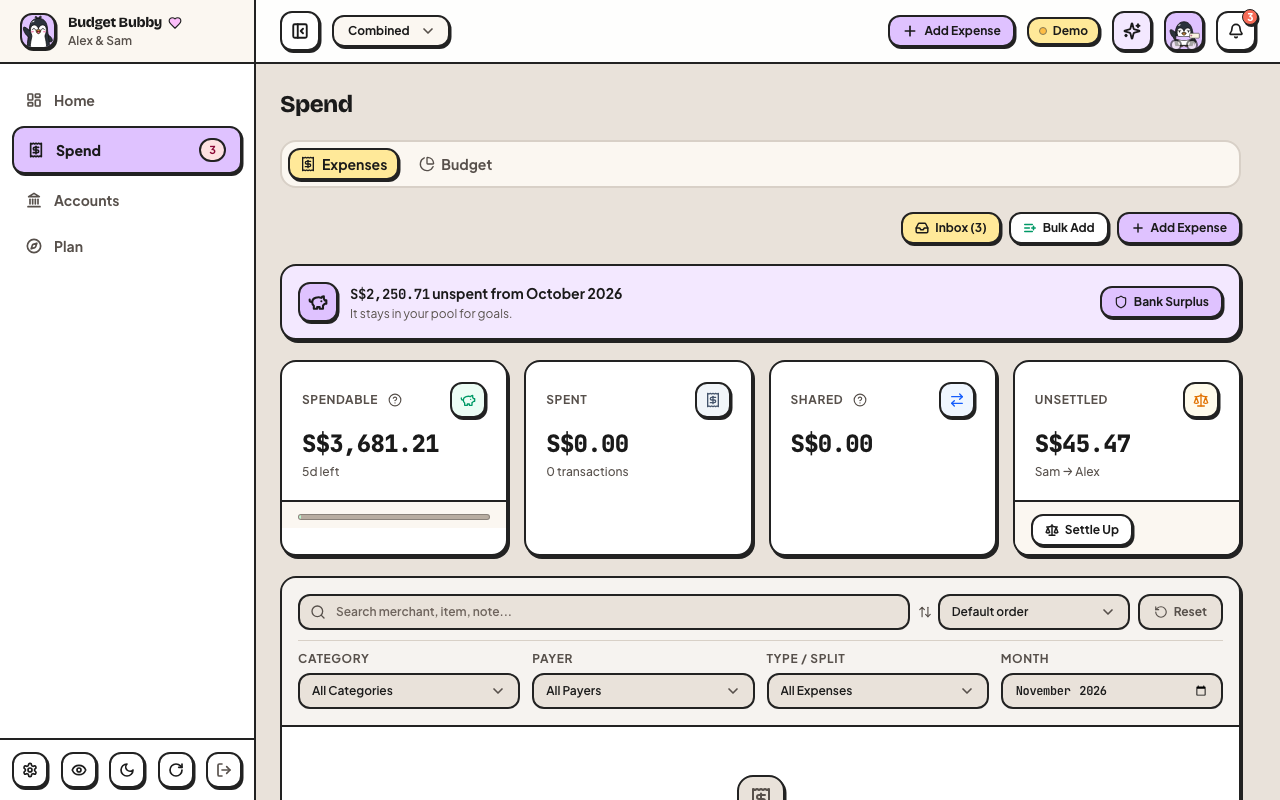 Budget Bubby
Alex & Sam
Combined
Add Expense
Demo
3
Home
Spend
3
Accounts
Plan
Spend
Expenses
Budget
Inbox (3)
Bulk Add
Add Expense
S$2,250.71 unspent from October 2026
It stays in your pool for goals.
Bank Surplus
SPENDABLE
S$3,681.21
5d left
SPENT
S$0.00
0 transactions
SHARED
S$0.00
UNSETTLED
S$45.47
Sam → Alex
Settle Up
Search merchant, item, note...
Default order
Reset
CATEGORY
All Categories
PAYER
All Payers
TYPE / SPLIT
All Expenses
MONTH
November 2026